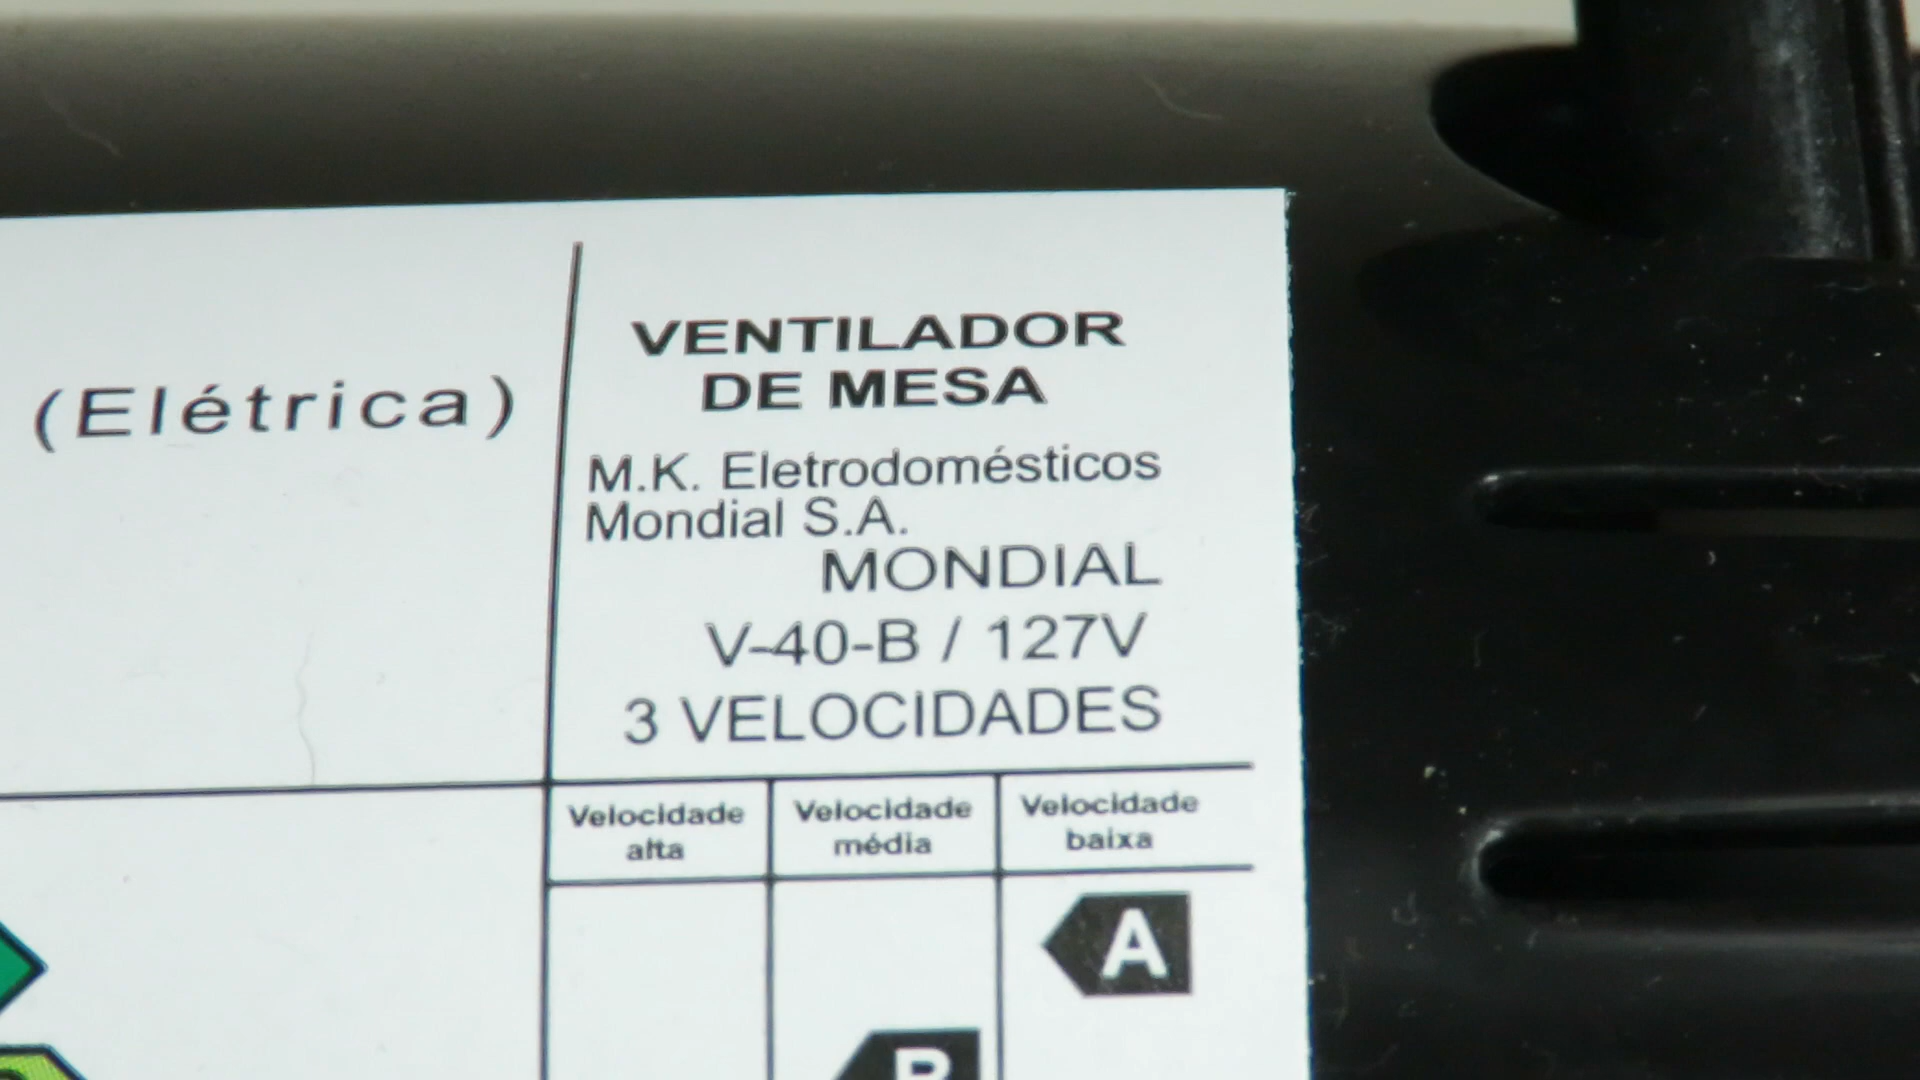 (Elétrica)
VENTILADOR
DE MESA
M.K. Eletrodomésticos
Mondial S.A.
MONDIAL
V-40-B / 127V
3 VELOCIDADES
Velocidade alta
Velocidade média
Velocidade baixa
A
B